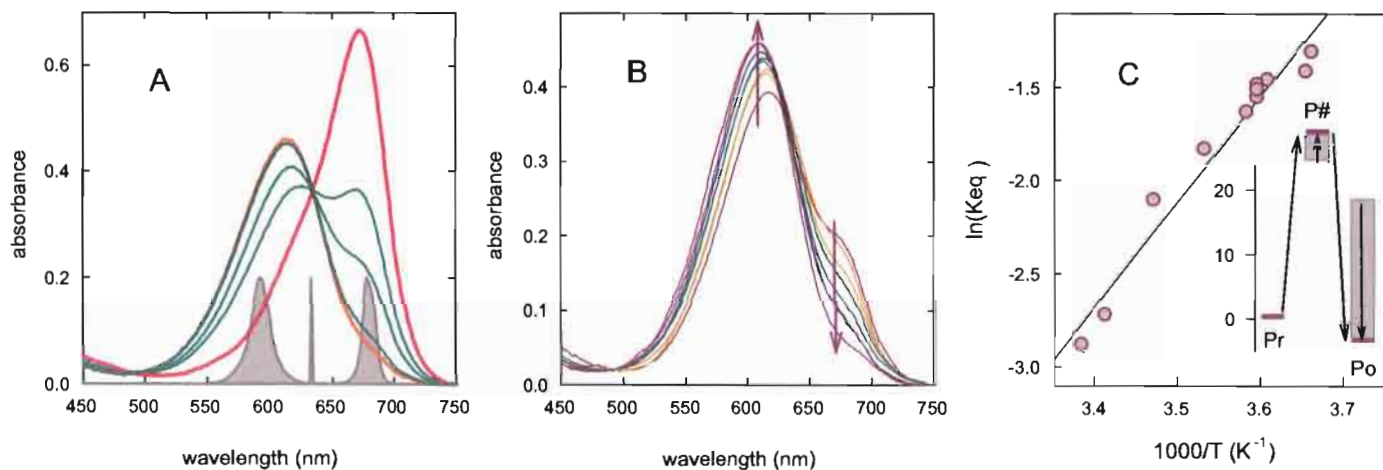 A
absorbance
0.6
0.4
0.2
0.0
450 500 550 600 650 700 750
wavelength (nm)
B
absorbance
0.4
0.3
0.2
0.1
0.0
450 500 550 600 650 700 750
wavelength (nm)
C
ln(Keq)
-1.5
-2.0
-2.5
-3.0
3.4 3.5 3.6 3.7
1000/T (K⁻¹)
P#
20
10
0
Pr
Po